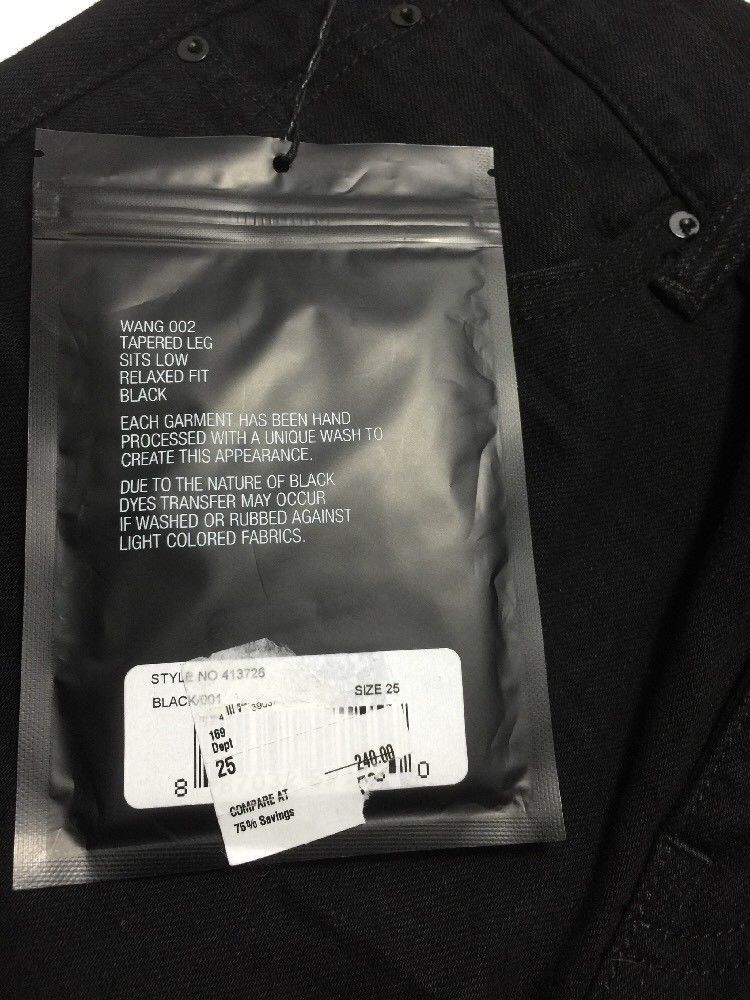 WANG 002
TAPERED LEG
SITS LOW
RELAXED FIT
BLACK
EACH GARMENT HAS BEEN HAND
PROCESSED WITH A UNIQUE WASH TO
CREATE THIS APPEARANCE.
DUE TO THE NATURE OF BLACK
DYES TRANSFER MAY OCCUR
IF WASHED OR RUBBED AGAINST
LIGHT COLORED FABRICS.
STYLE NO 413726
BLACK/001 SIZE 25
169
Dept
25 240.00
8 0
COMPARE AT
75% Savings